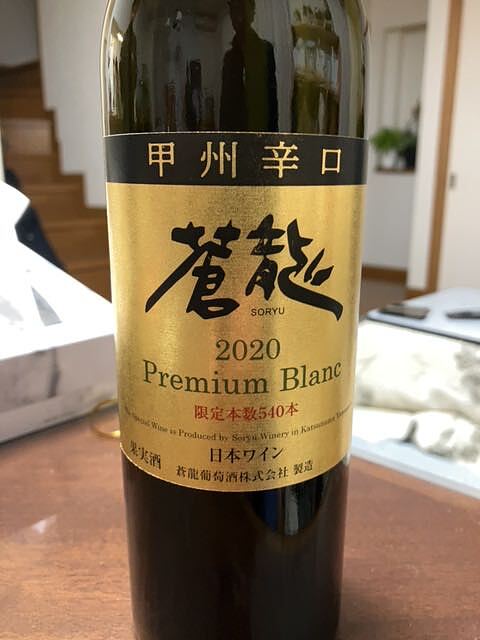 甲州辛口
蒼龍
SORYU
2020
Premium Blanc
限定本数540本
Special Wine as Produced by Soryu Winery in Katsunuma
果実酒
日本ワイン
蒼龍葡萄酒株式会社 製造